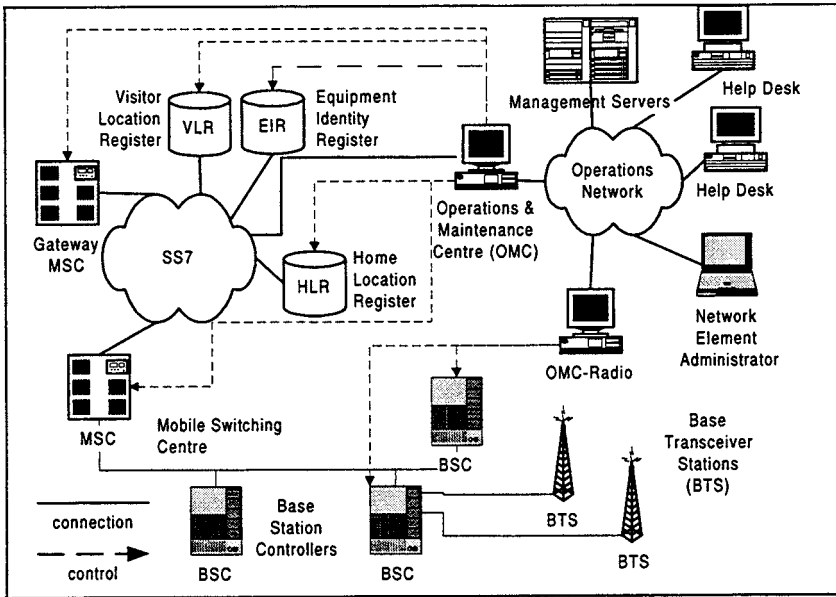 Help Desk
Management Servers
Visitor
Location
Register
VLR
EIR
Equipment
Identity
Register
Operations
Network
Help Desk
Gateway
MSC
SS7
Operations &
Maintenance
Centre (OMC)
HLR
Home
Location
Register
Network
Element
Administrator
OMC-Radio
MSC
Mobile Switching
Centre
BSC
Base
Transceiver
Stations
(BTS)
connection
control
BSC
Base
Station
Controllers
BSC
BTS
BTS